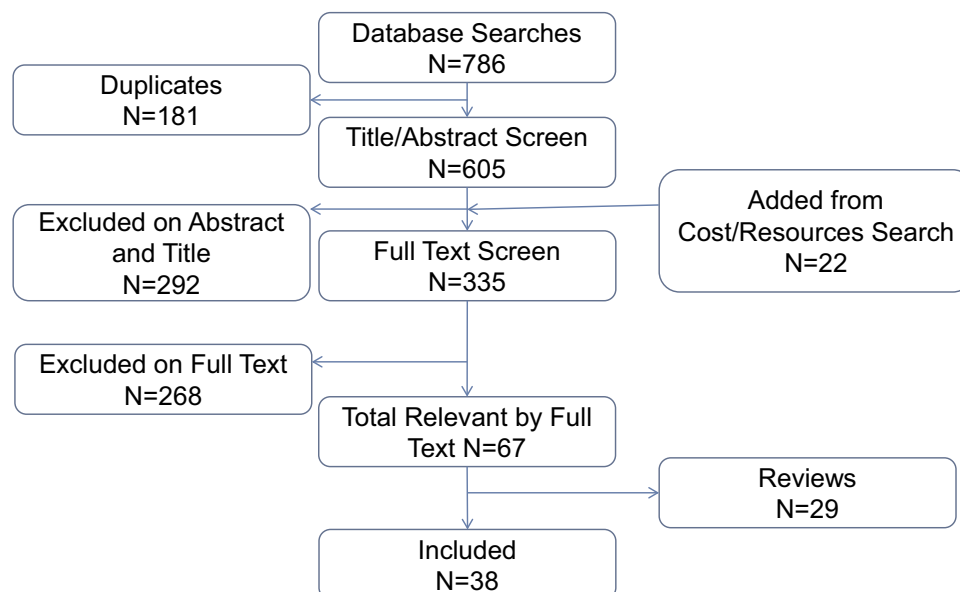 Database Searches
N=786
Duplicates
N=181
Title/Abstract Screen
N=605
Excluded on Abstract
and Title
N=292
Added from
Cost/Resources Search
N=22
Full Text Screen
N=335
Excluded on Full Text
N=268
Total Relevant by Full
Text N=67
Reviews
N=29
Included
N=38